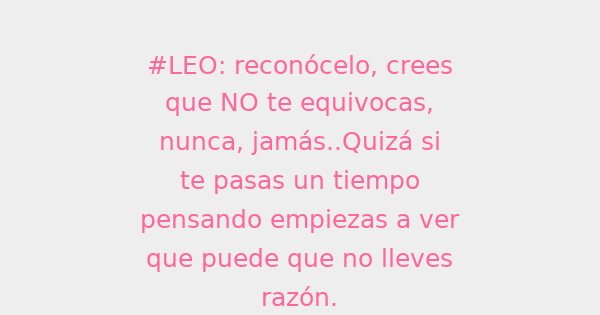 #LEO: reconócelo, crees
que NO te equivocas,
nunca, jamás..Quizá si
te pasas un tiempo
pensando empiezas a ver
que puede que no lleves
razón.